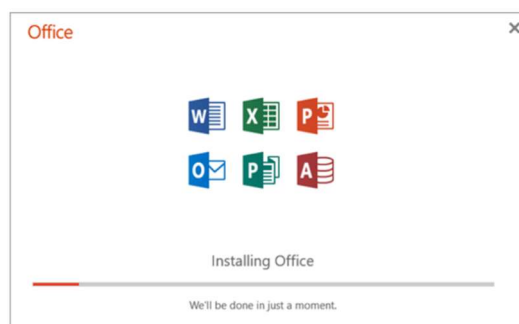 Office
W X P
O P A
Installing Office
We'll be done in just a moment.